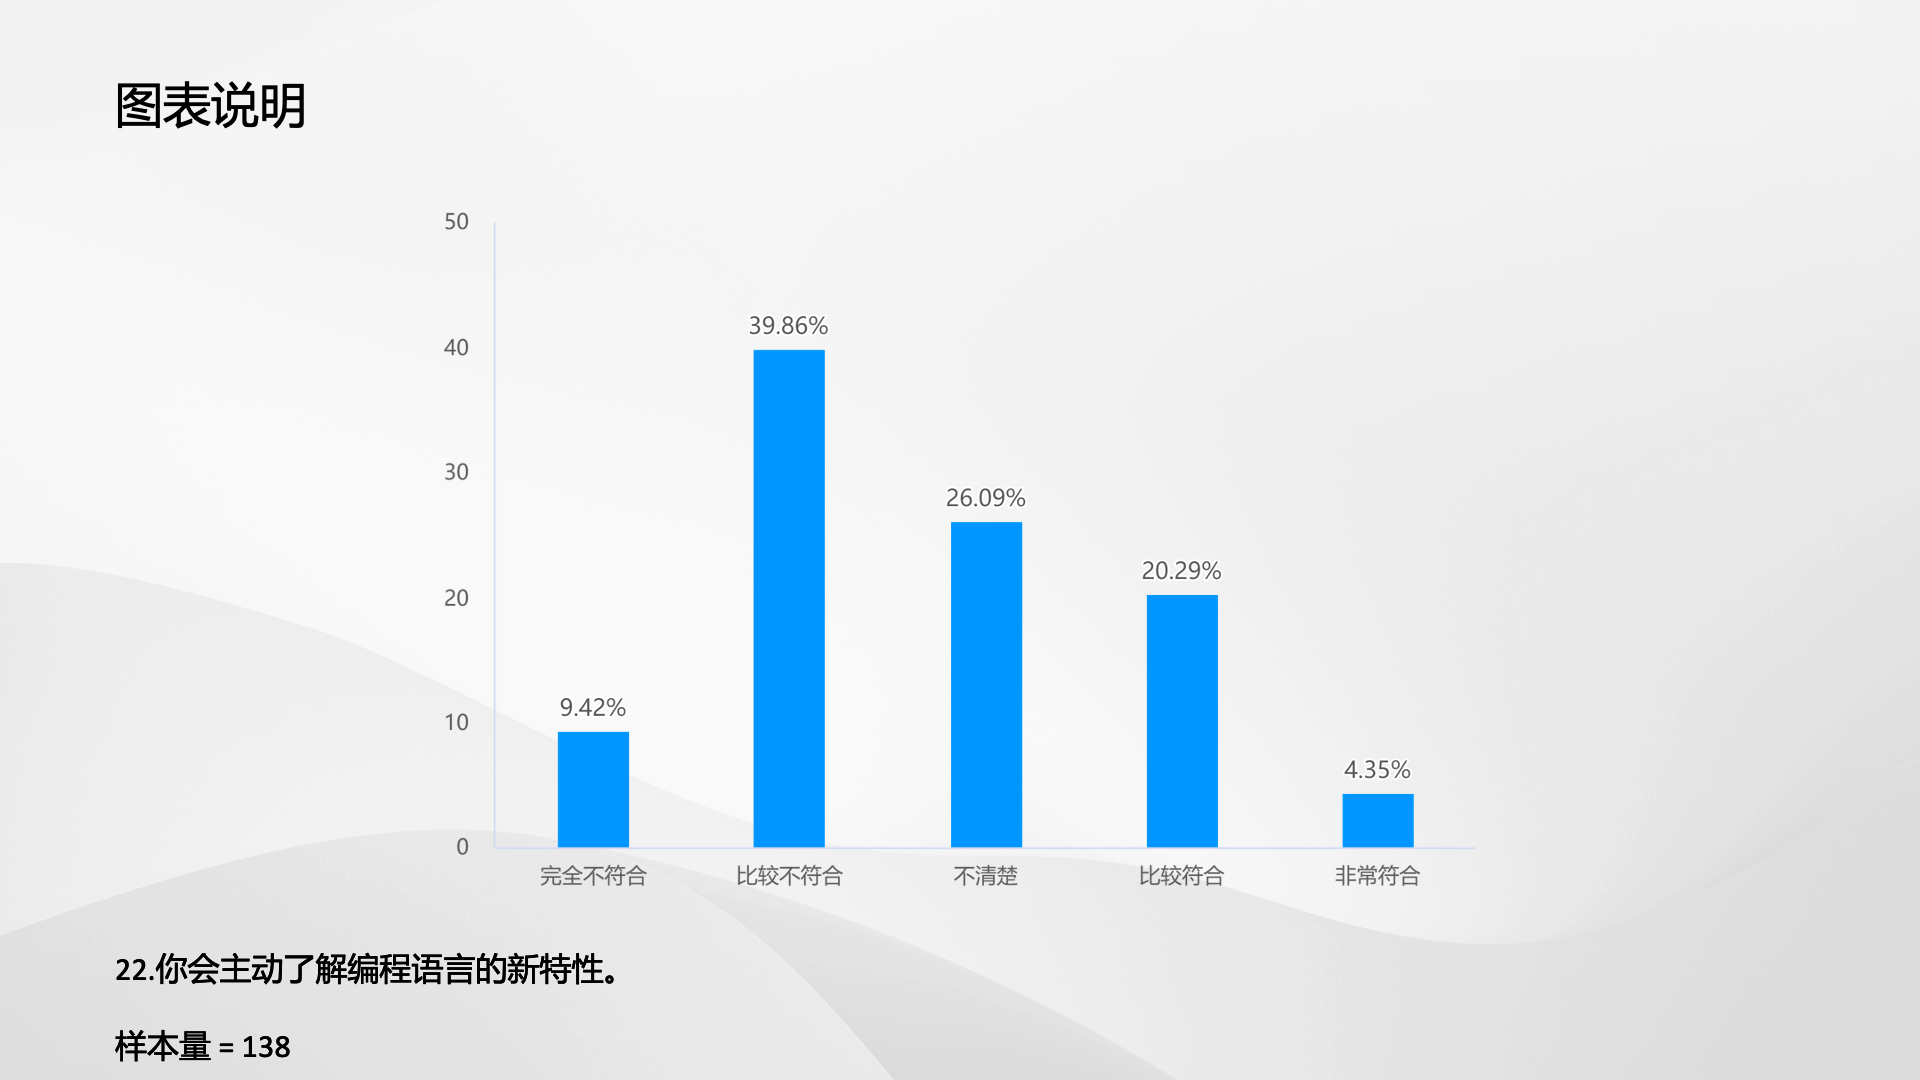 图表说明
50
40
30
20
10
0
9.42%
39.86%
26.09%
20.29%
4.35%
完全不符合
比较不符合
不清楚
比较符合
非常符合
22.你会主动了解编程语言的新特性。
样本量 = 138